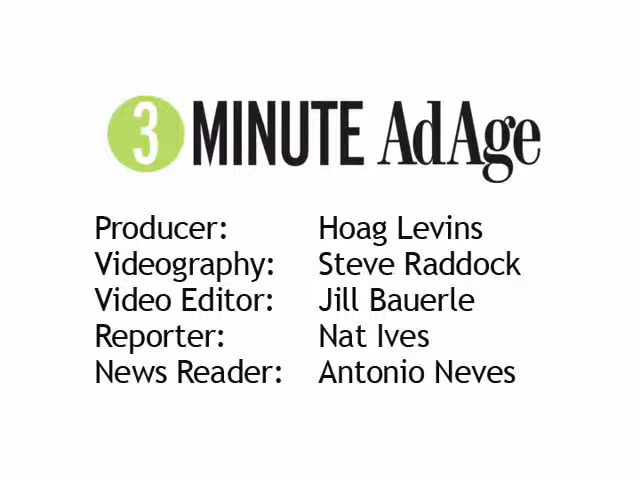 3 MINUTE AdAge
Producer: Hoag Levins
Videography: Steve Raddock
Video Editor: Jill Bauerle
Reporter: Nat Ives
News Reader: Antonio Neves